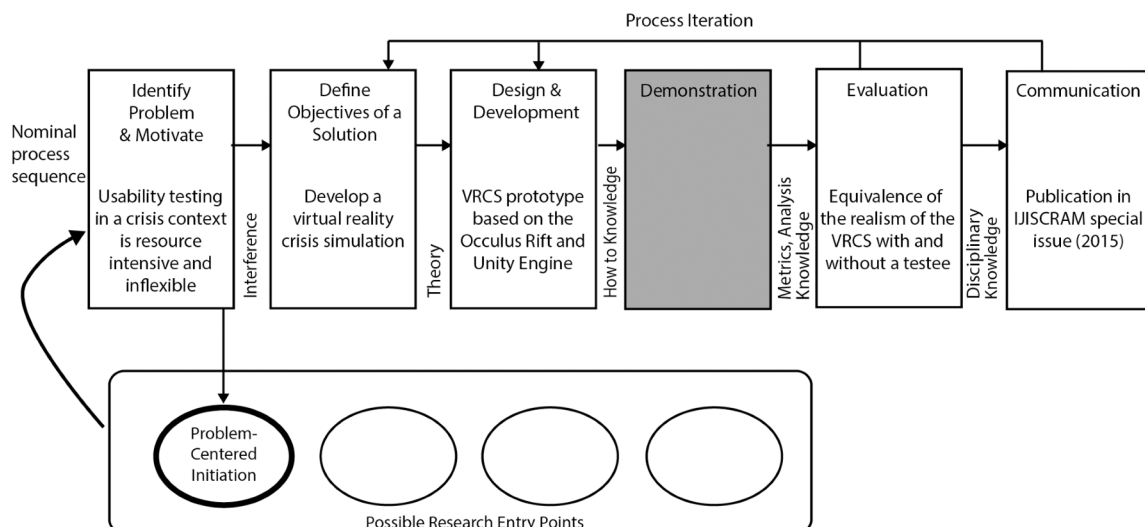 Process Iteration
Nominal
process
sequence
Identify
Problem
& Motivate
Usability testing
in a crisis context
is resource
intensive and
inflexible
Interference
Define
Objectives of a
Solution
Develop a
virtual reality
crisis simulation
Theory
Design &
Development
VRCS prototype
based on the
Occulus Rift and
Unity Engine
How to Knowledge
Demonstration
Metrics, Analysis
Knowledge
Evaluation
Equivalence of
the realism of the
VRCS with and
without a testee
Disciplinary
Knowledge
Communication
Publication in
IJISCRAM special
issue (2015)
Problem-
Centered
Initiation
Possible Research Entry Points